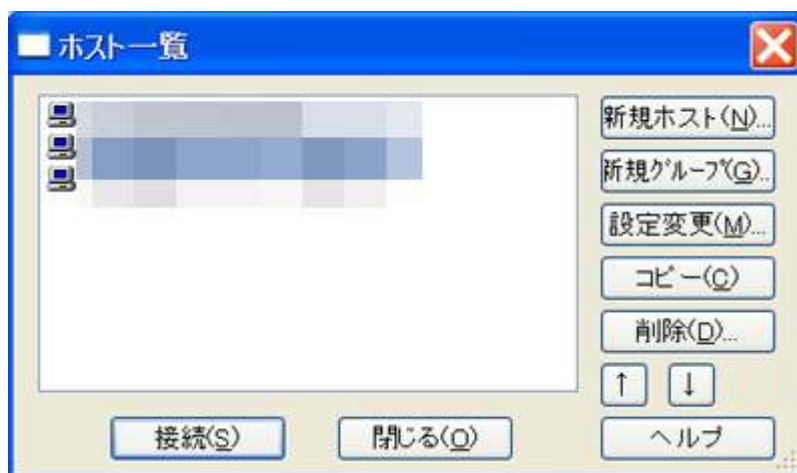 ホスト一覧
新規ホスト(N)...
新規ｸﾞﾙｰﾌﾟ(G)..
設定変更(M)...
コピー(C)
削除(D)...
↑ ↓
接続(S) 閉じる(O) ヘルプ